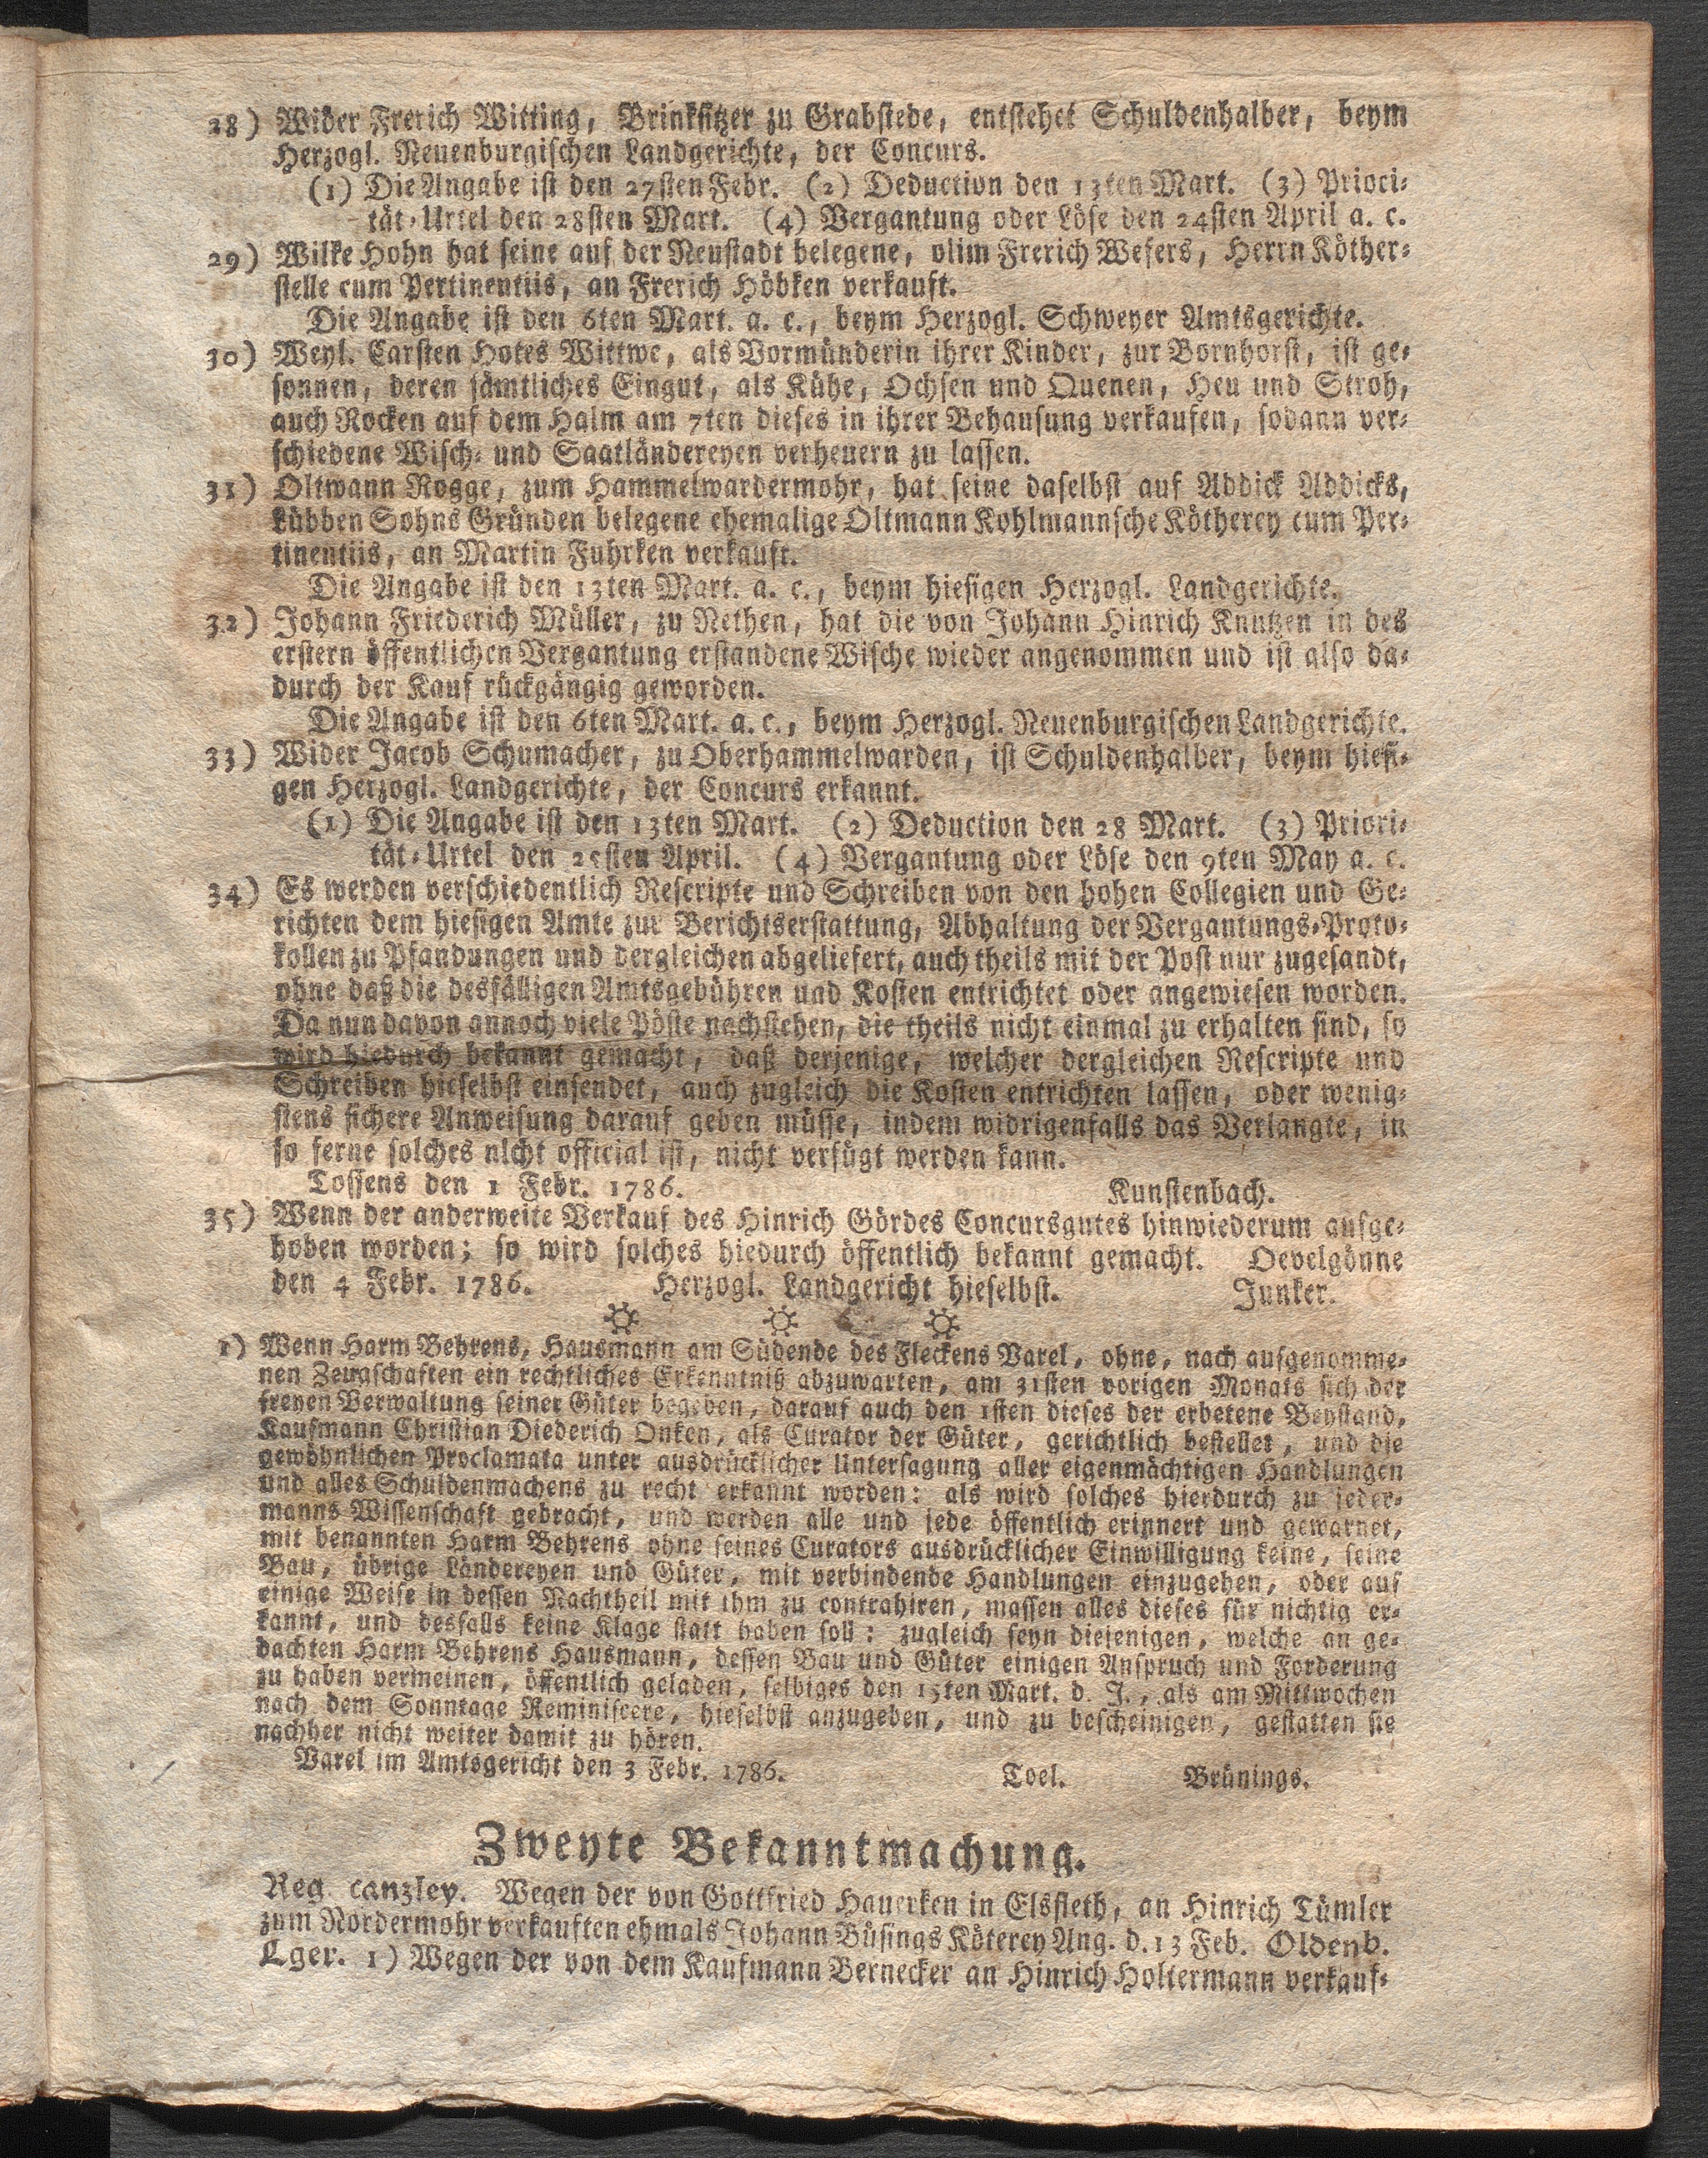 28) Wider Frerich Witting, Brinksitzer zu Grabstede, entstehet Schuldenhalber, beym
Herzogl. Neuenburgischen Landgerichte, der Concurs.
(1) Die Angabe ist den 27sten Febr. (2) Deduction den 13ten Mart. (3) Priori-
tät-Urtel den 28sten Mart. (4) Vergantung oder Löse den 24sten April a. c.
29) Wilke Hohn hat seine auf der Neustadt belegene, olim Frerich Wefers, Herrn Köther-
stelle cum Pertinentiis, an Frerich Höbken verkauft.
Die Angabe ist den 6ten Mart. a. c., beym Herzogl. Schweyer Amtsgerichte.
30) Weyl. Carsten Hotes Wittwe, als Vormünderin ihrer Kinder, zur Bornhorst, ist ge-
sonnen, deren sämtliches Eingut, als Kühe, Ochsen und Quenen, Heu und Stroh,
auch Rocken auf dem Halm am 7ten dieses in ihrer Behausung verkaufen, sodann ver-
schiedene Wisch- und Saatländereyen verheuern zu lassen.
31) Oltwann Rogge, zum Hammelwardermohr, hat seine daselbst auf Addick Addicks,
Lübben Sohns Gründen belegene ehemalige Oltmann Kohlmannsche Kötherey cum Per-
tinentiis, an Martin Fuhrken verkauft.
Die Angabe ist den 13ten Mart. a. c., beym hiesigen Herzogl. Landgerichte.
32) Johann Friederich Müller, zu Nethen, hat die von Johann Hinrich Knutzen in des
erstern öffentlichen Vergantung erstandene Wische wieder angenommen und ist also da-
durch der Kauf rückgängig geworden.
Die Angabe ist den 6ten Mart. a. c., beym Herzogl. Neuenburgischen Landgerichte.
33) Wider Jacob Schumacher, zu Oberhammelwarden, ist Schuldenhalber, beym hiesi-
gen Herzogl. Landgerichte, der Concurs erkannt.
(1) Die Angabe ist den 13ten Mart. (2) Deduction den 28 Mart. (3) Priori-
tät-Urtel den 25sten April. (4) Vergantung oder Löse den 9ten May a. c.
34) Es werden verschiedentlich Rescripte und Schreiben von den hohen Collegien und Ge-
richten dem hiesigen Amte zur Berichtserstattung, Abhaltung der Vergantungs-Proto-
kollen zu Pfandungen und dergleichen abgeliefert, auch theils mit der Post nur zugesandt,
ohne daß die desfälligen Amtsgebühren und Kosten entrichtet oder angewiesen worden.
Da nun davon annoch viele Pöste nachstehen, die theils nicht einmal zu erhalten sind, so
wird hiedurch bekannt gemacht, daß derjenige, welcher dergleichen Rescripte und
Schreiben hieselbst einsendet, auch zugleich die Kosten entrichten lassen, oder wenig-
stens sichere Anweisung darauf geben müsse, indem widrigenfalls das Verlangte, in
so ferne solches nicht official ist, nicht verfügt werden kann.
Tossens den 1 Febr. 1786. Kunstenbach.
35) Wenn der anderweite Verkauf des Hinrich Gördes Concursgutes hinwiederum aufge-
hoben worden; so wird solches hiedurch öffentlich bekannt gemacht. Oevelgönne
den 4 Febr. 1786. Herzogl. Landgericht hieselbst. Junker.
1) Wenn Harm Behrens, Hausmann am Südende des Fleckens Varel, ohne, nach aufgenomme-
nen Zeugschaften ein rechtliches Erkenntniß abzuwarten, am 31sten vorigen Monats sich der
freyen Verwaltung seiner Güter begeben, darauf auch den 1sten dieses der erbetene Beystand,
Kaufmann Christian Diederich Onken, als Curator der Güter, gerichtlich bestellet, und die
gewöhnlichen Proclamata unter ausdrücklicher Untersagung aller eigenmächtigen Handlungen
und alles Schuldenmachens zu recht erkannt worden: als wird solches hierdurch zu jeder-
manns Wissenschaft gebracht, und werden alle und jede öffentlich erinnert und gewarnet,
mit benannten Harm Behrens ohne seines Curators ausdrücklicher Einwilligung keine, seine
Bau, übrige Ländereyen und Güter, mit verbindende Handlungen einzugehen, oder auf
einige Weise in dessen Nachtheil mit ihm zu contrahiren, massen alles dieses für nichtig er-
kannt, und desfalls keine Klage statt haben soll: zugleich seyn diejenigen, welche an ge-
dachten Harm Behrens Hausmann, dessen Bau und Güter einigen Anspruch und Forderung
zu haben vermeinen, öffentlich geladen, selbiges den 15ten Mart. d. J., als am Mittwochen
nach dem Sonntage Reminiscere, hieselbst anzugeben, und zu bescheinigen, gestalten sie
nachher nicht weiter damit zu hören.
Varel im Amtsgericht den 3 Febr. 1786. Toel. Brünings.
Zweyte Bekanntmachung.
Reg. canzley. Wegen der von Gottfried Hauerken in Elsfleth, an Hinrich Tümler
zum Nordermohr verkauften ehmals Johann Büsings Köterey Ang. d. 13 Feb. Oldenb.
Lger. 1) Wegen der von dem Kaufmann Bernecker an Hinrich Holtermann verkauf-